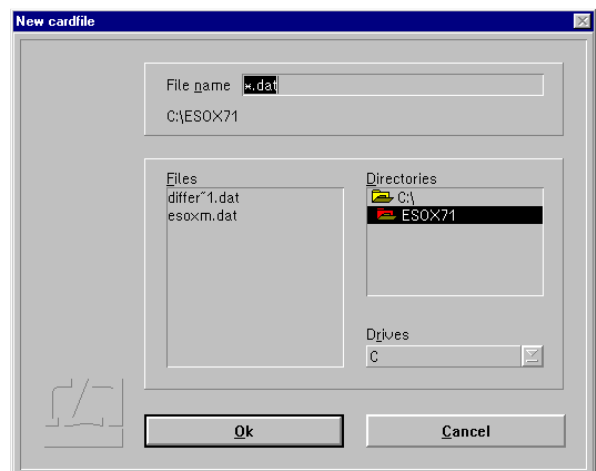 New cardfile
File name *.dat
C:\ESOX71
Files
differ~1.dat
esoxm.dat
Directories
C:\
ESOX71
Drives
C
Ok
Cancel